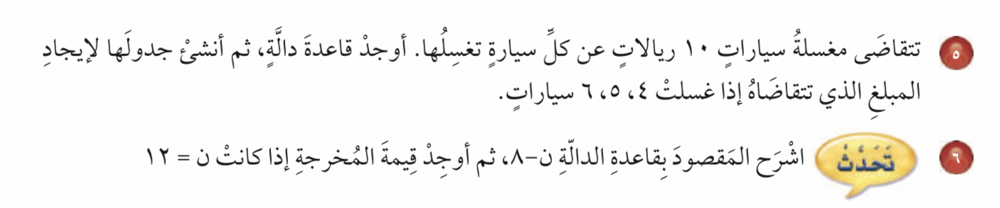 ٥ تتقاضَى مغسلةُ سياراتٍ ١٠ ريالاتٍ عن كلِّ سيارةٍ تغسِلُها. أوجدْ قاعدةَ دالَّةٍ، ثم أنشئْ جدولَها لإيجادِ
المبلغِ الذي تتقاضَاهُ إذا غسلتْ ٤، ٥، ٦ سياراتٍ.
٦ تَحَدَّثْ اشْرَح المَقصودَ بِقاعدةِ الدالّةِ ن-٨، ثم أوجِدْ قِيمةَ المُخرجةِ إذا كانتْ ن = ١٢